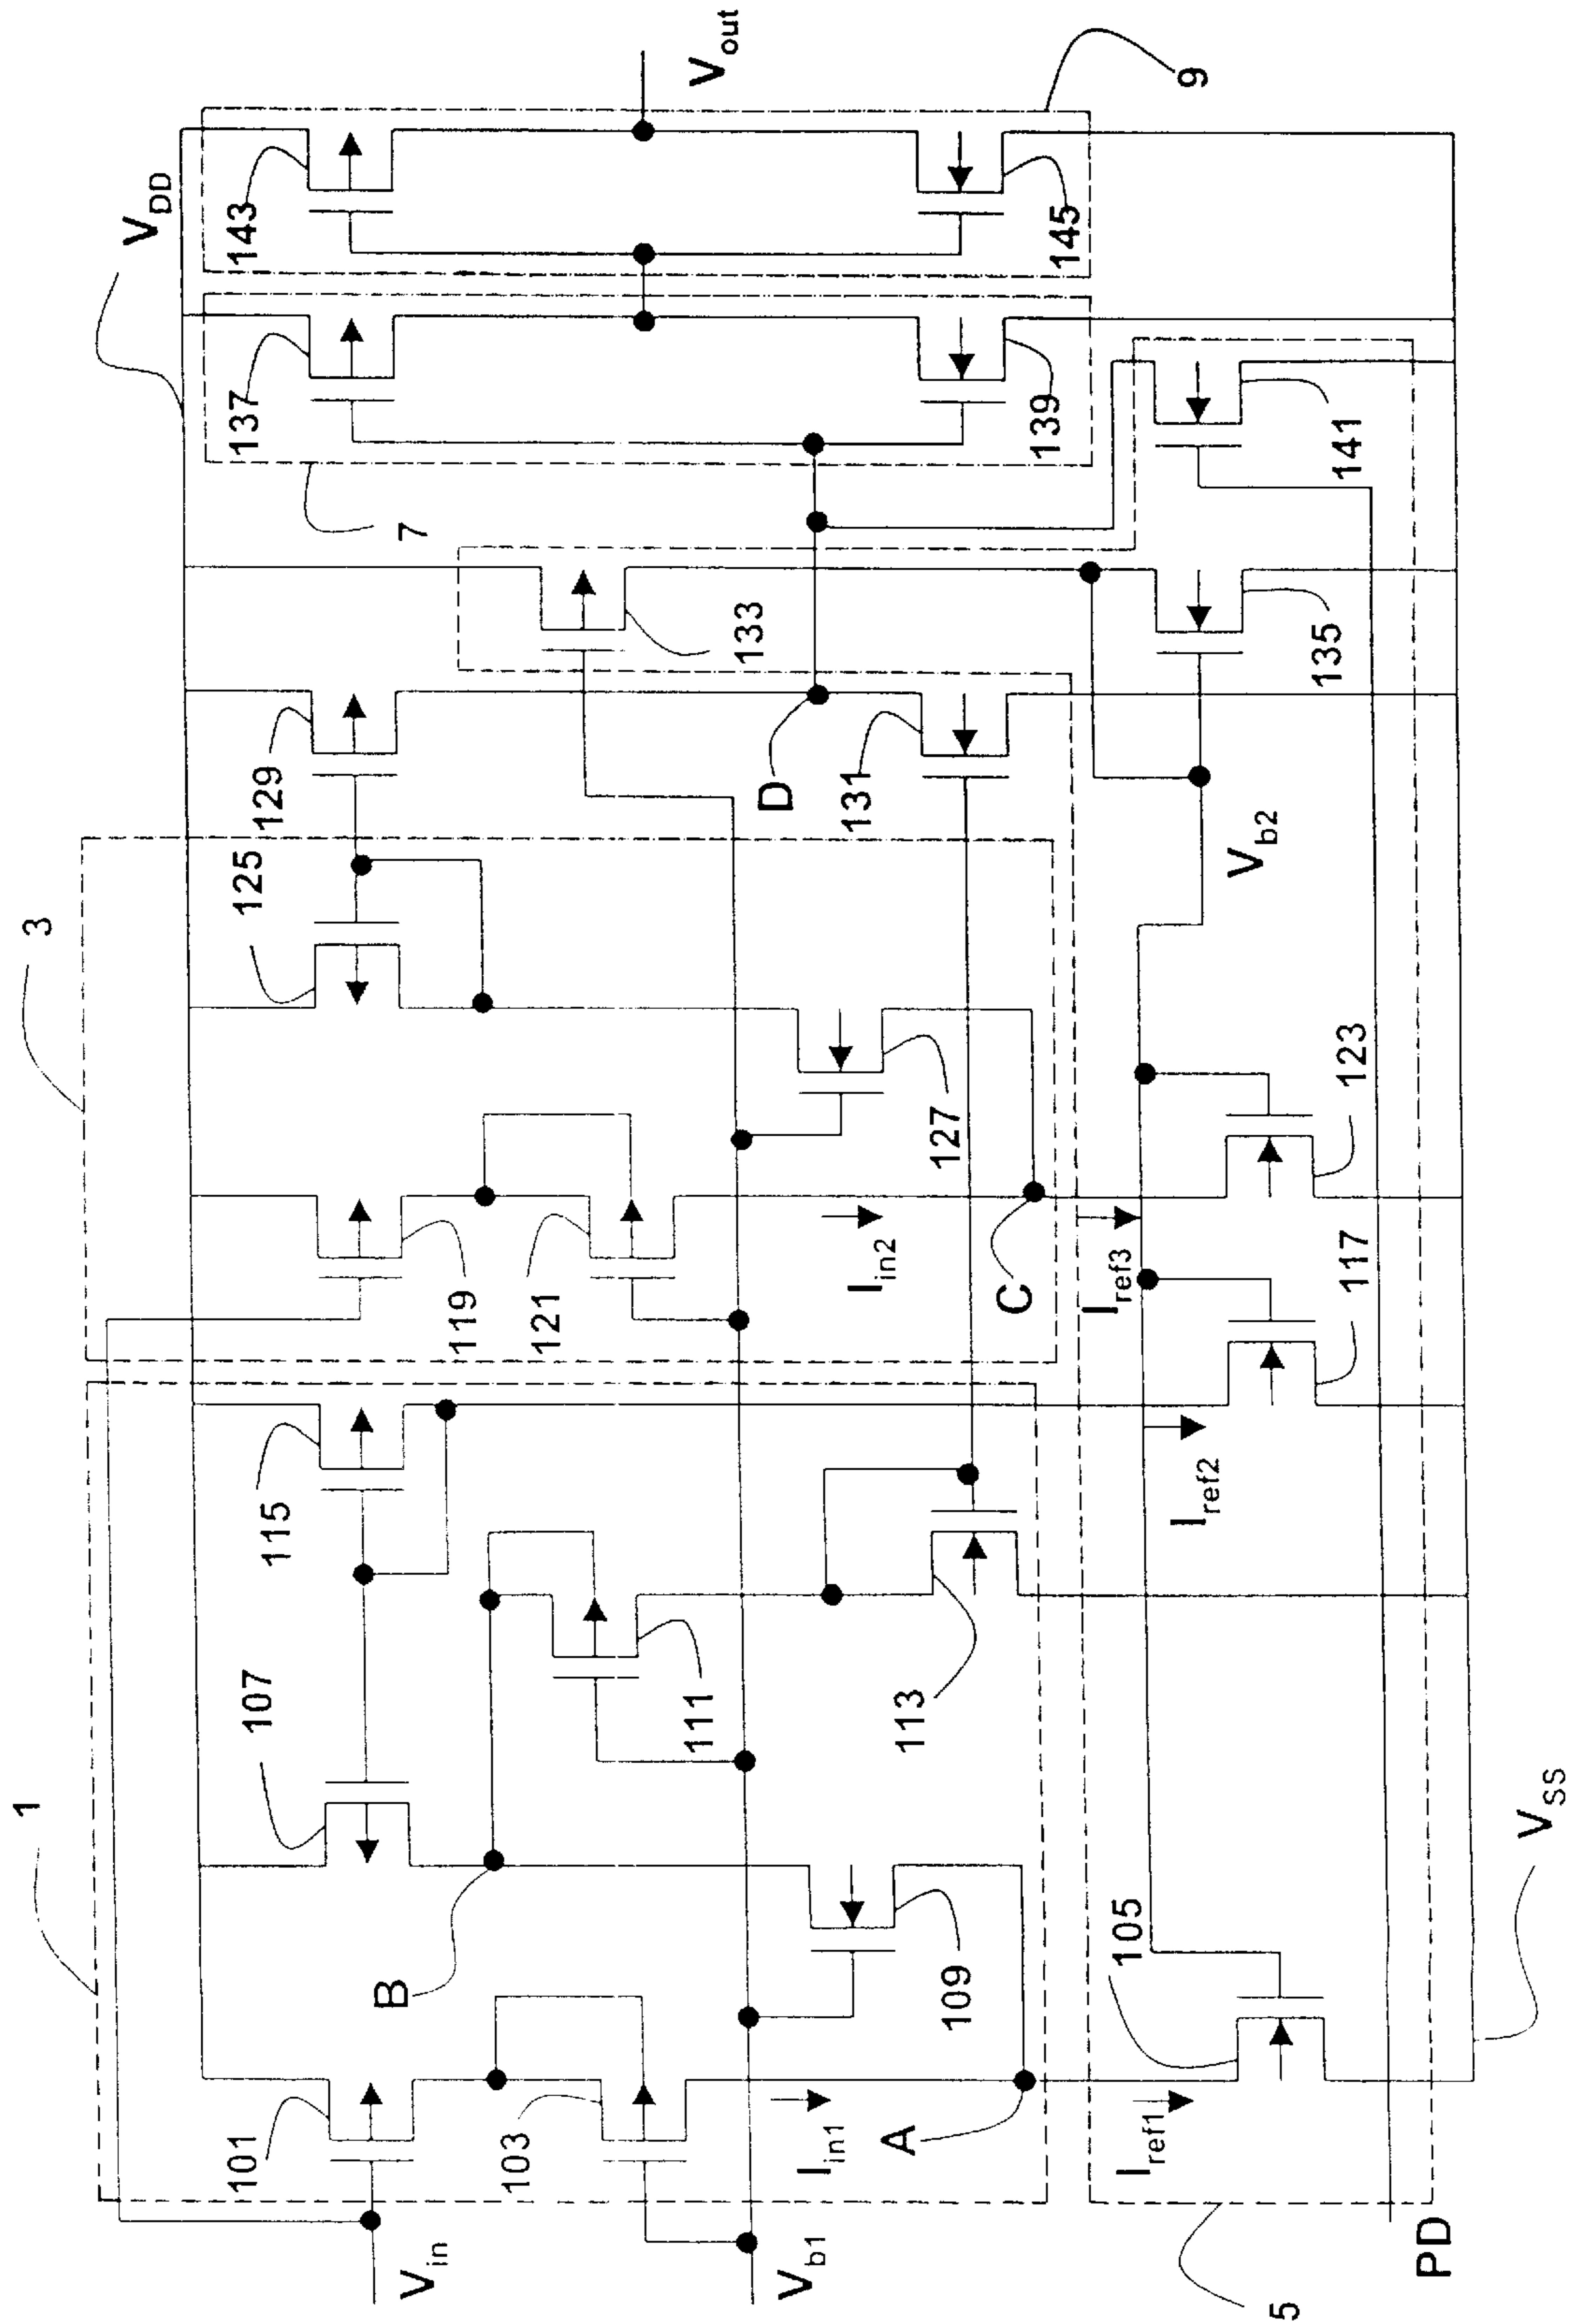 1
3
V_DD
V_out
101
107
115
119
125
129
137
143
B
7
9
103
111
121
133
V_in
V_b1
I_in1
A
109
113
I_in2
127
D
131
139
145
C
I_ref1
105
I_ref2
I_ref3
117
123
V_b2
135
141
5
PD
V_SS